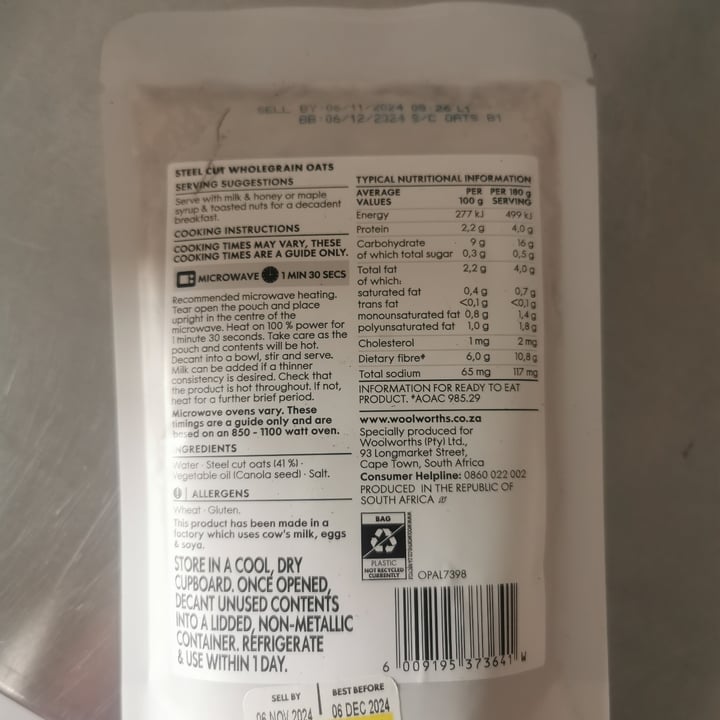 SELL BY 06/11/2024 09 26 L1
BB 06/12/2024 S/C OATS B1
STEEL CUT WHOLEGRAIN OATS
SERVING SUGGESTIONS
Serve with milk & honey or maple
syrup & toasted nuts for a decadent
breakfast.
COOKING INSTRUCTIONS
COOKING TIMES MAY VARY, THESE
COOKING TIMES ARE A GUIDE ONLY.
MICROWAVE 1 MIN 30 SECS
Recommended microwave heating.
Tear open the pouch and place
upright in the centre of the
microwave. Heat on 100 % power for
1 minute 30 seconds. Take care as the
pouch and contents will be hot.
Decant into a bowl, stir and serve.
Milk can be added if a thinner
consistency is desired. Check that
the product is hot throughout. If not,
heat for a further brief period.
Microwave ovens vary. These
timings are a guide only and are
based on an 850 - 1100 watt oven.
INGREDIENTS
Water · Steel cut oats (41 %) ·
Vegetable oil (Canola seed) · Salt.
ALLERGENS
Wheat · Gluten.
This product has been made in a
factory which uses cow's milk, eggs
& soya.
STORE IN A COOL, DRY
CUPBOARD. ONCE OPENED,
DECANT UNUSED CONTENTS
INTO A LIDDED, NON-METALLIC
CONTAINER. REFRIGERATE
& USE WITHIN 1 DAY.
TYPICAL NUTRITIONAL INFORMATION
AVERAGE VALUES PER 100 g PER 180 g SERVING
Energy 277 kJ 499 kJ
Protein 2,2 g 4,0 g
Carbohydrate 9 g 16 g
of which total sugar 0,3 g 0,5 g
Total fat 2,2 g 4,0 g
of which:
saturated fat 0,4 g 0,7 g
trans fat <0,1 g <0,1 g
monounsaturated fat 0,8 g 1,4 g
polyunsaturated fat 1,0 g 1,8 g
Cholesterol 1 mg 2 mg
Dietary fibre♦ 6,0 g 10,8 g
Total sodium 65 mg 117 mg
INFORMATION FOR READY TO EAT
PRODUCT. ♦AOAC 985.29
www.woolworths.co.za
Specially produced for
Woolworths (Pty) Ltd.,
93 Longmarket Street,
Cape Town, South Africa
Consumer Helpline: 0860 022 002
PRODUCED IN THE REPUBLIC OF
SOUTH AFRICA
BAG
PLASTIC
NOT RECYCLED
CURRENTLY
OPAL7398
6 009195 373641 W
SELL BY BEST BEFORE
06 NOV 2024 06 DEC 2024